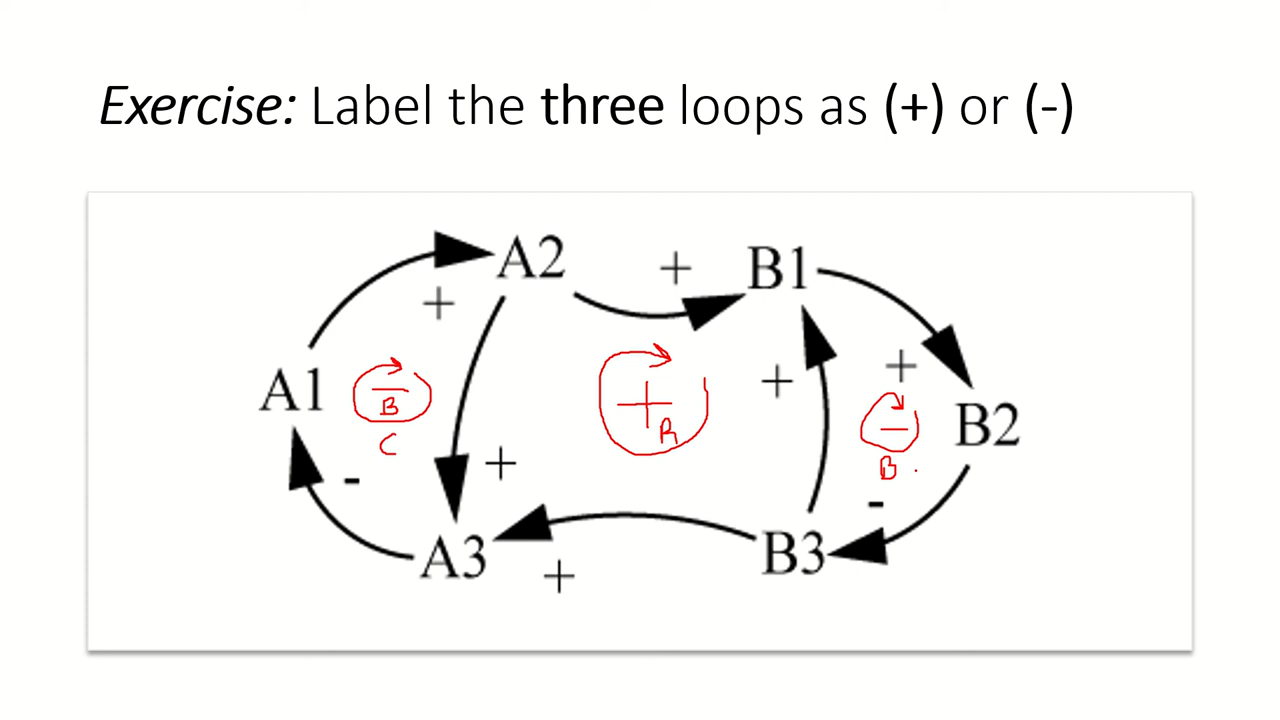 Exercise: Label the three loops as (+) or (-)
A2 + B1
+
A1 - B C + R + + - B B2
+
- -
A3 + B3